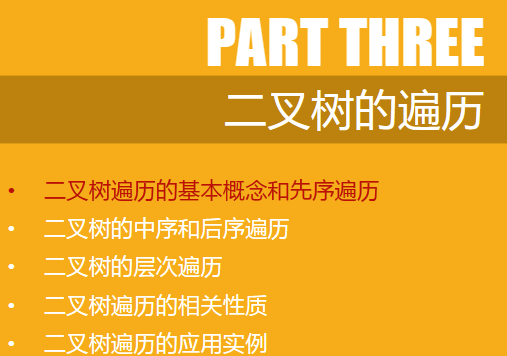 PART THREE
二叉树的遍历
• 二叉树遍历的基本概念和先序遍历
• 二叉树的中序和后序遍历
• 二叉树的层次遍历
• 二叉树遍历的相关性质
• 二叉树遍历的应用实例